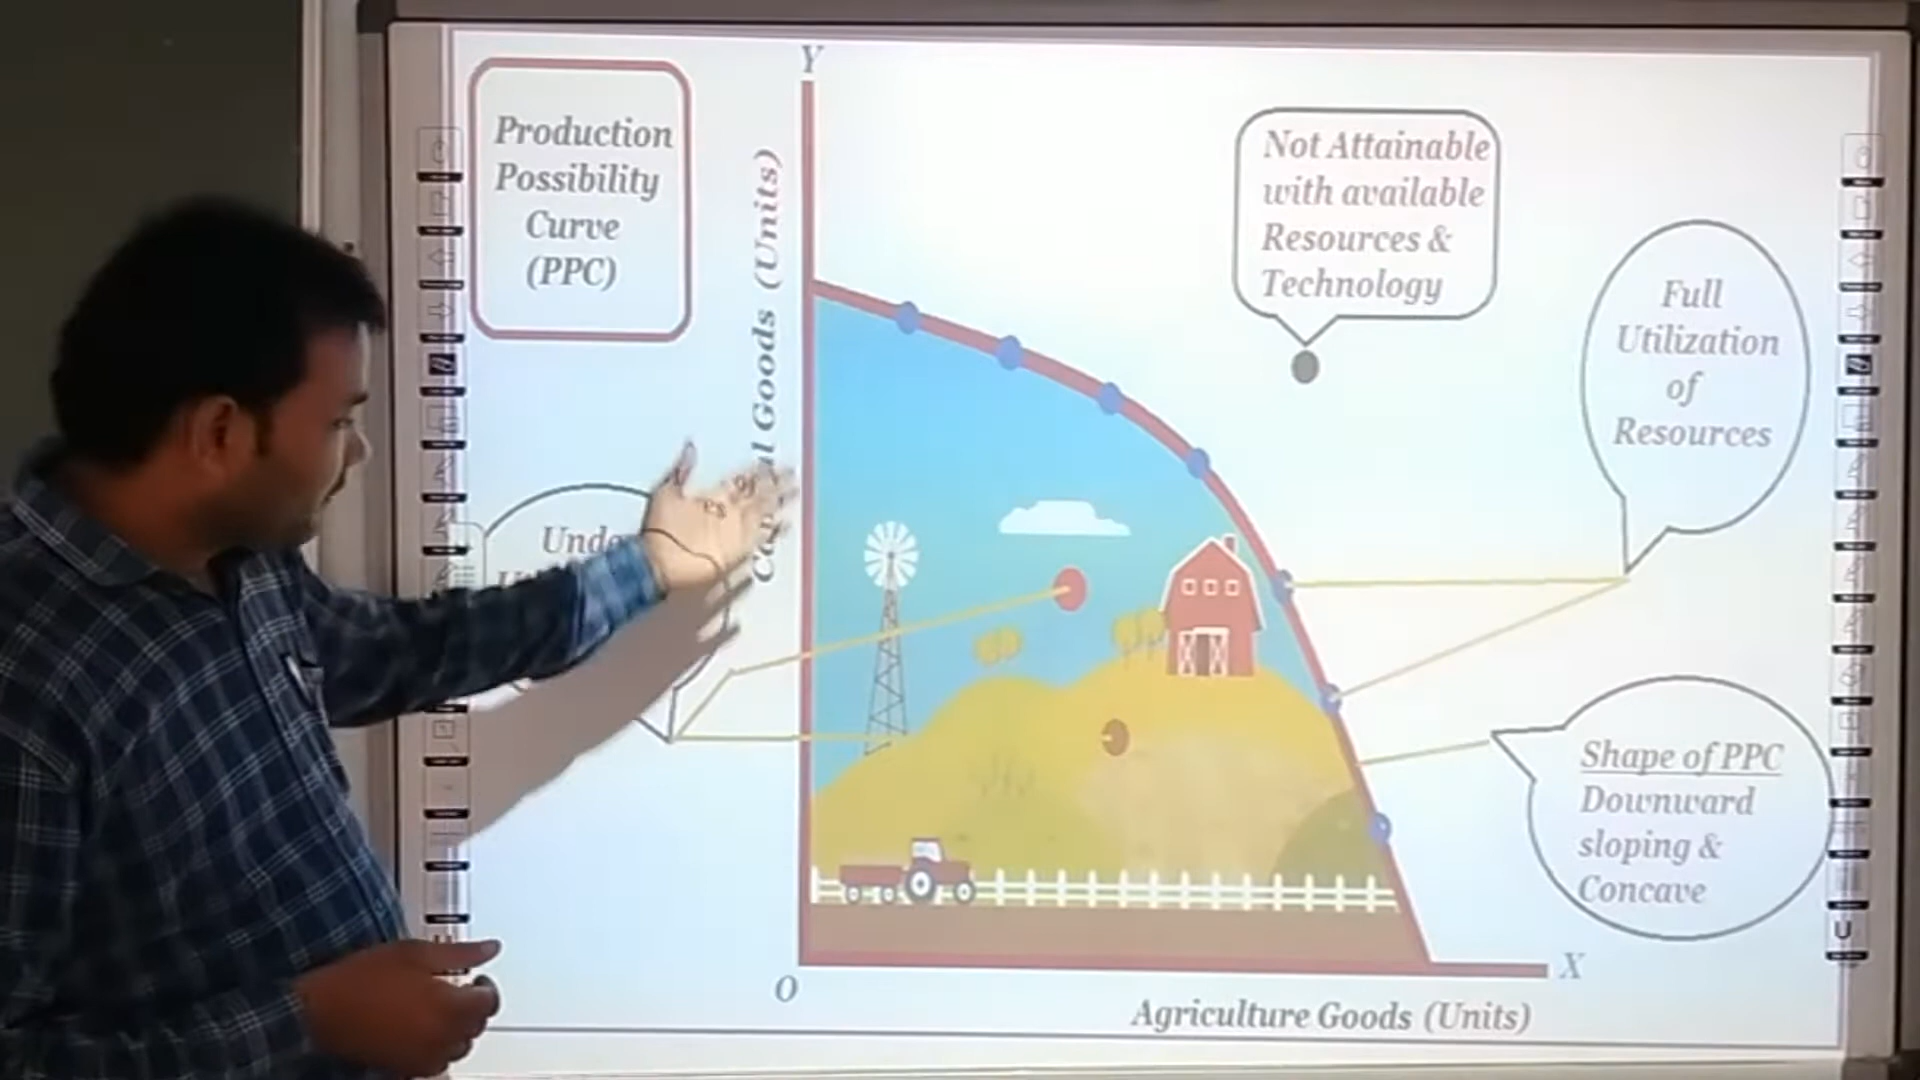 Y
Production
Possibility
Curve
(PPC)
Goods (Units)
Not Attainable
with available
Resources &
Technology
Full
Utilization
of
Resources
Shape of PPC
Downward
sloping &
Concave
O
X
Agriculture Goods (Units)